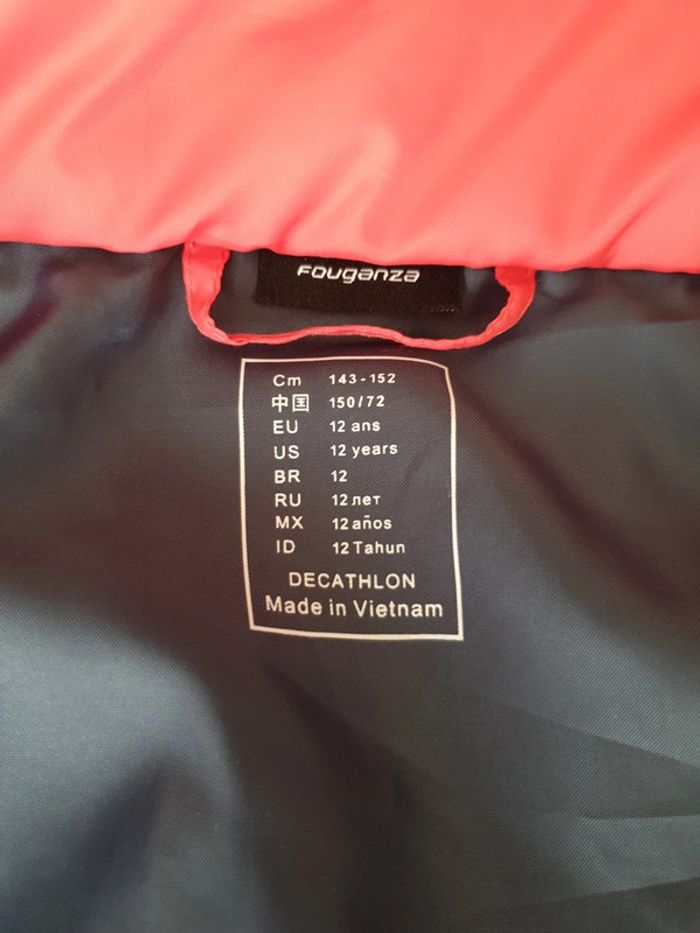 FOUGANZA
Cm 143-152
中国 150/72
EU 12 ans
US 12 years
BR 12
RU 12 лет
MX 12 años
ID 12 Tahun
DECATHLON
Made in Vietnam